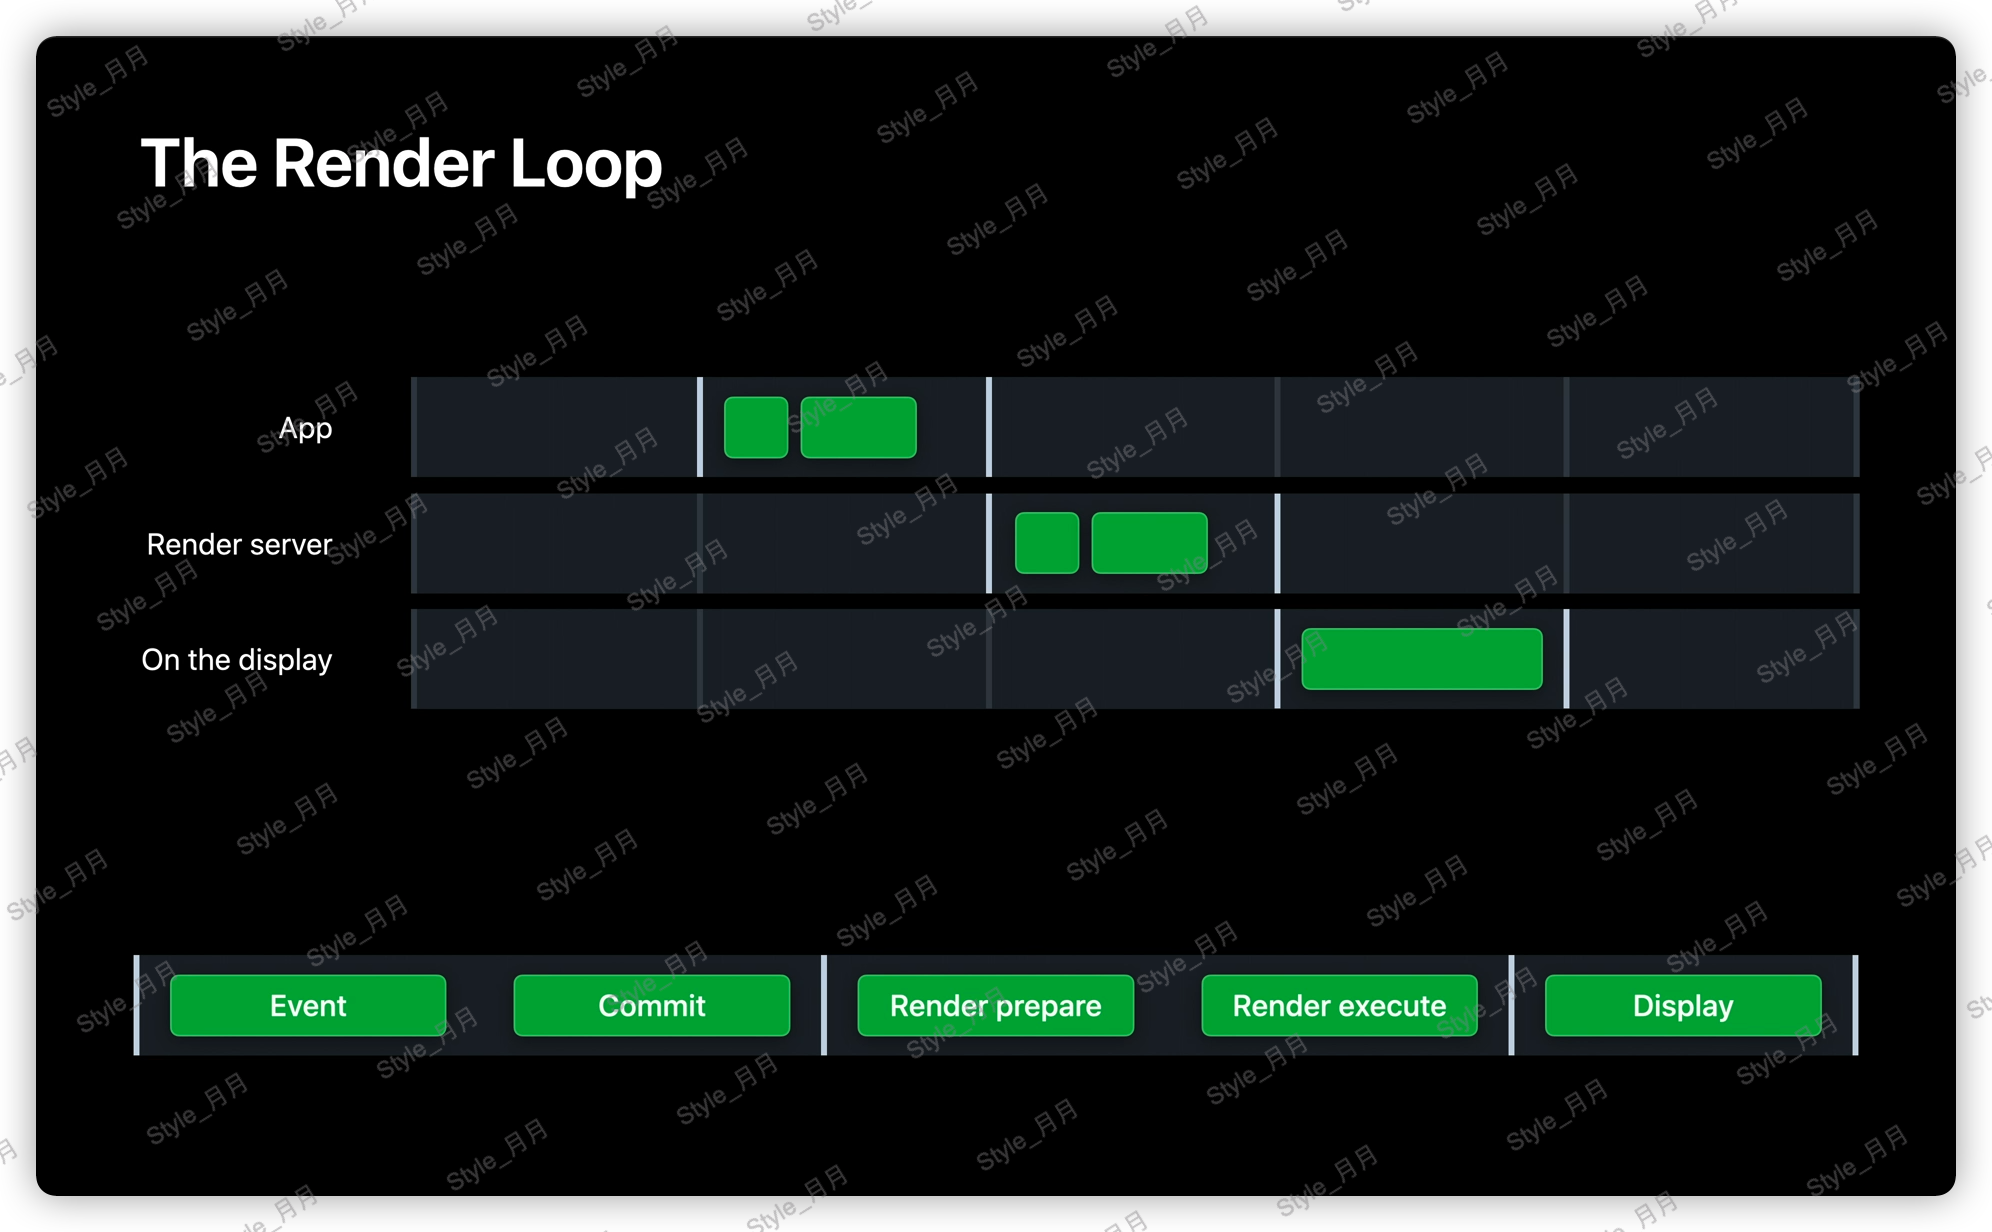 The Render Loop
App
Render server
On the display
Event
Commit
Render prepare
Render execute
Display
Style_月月